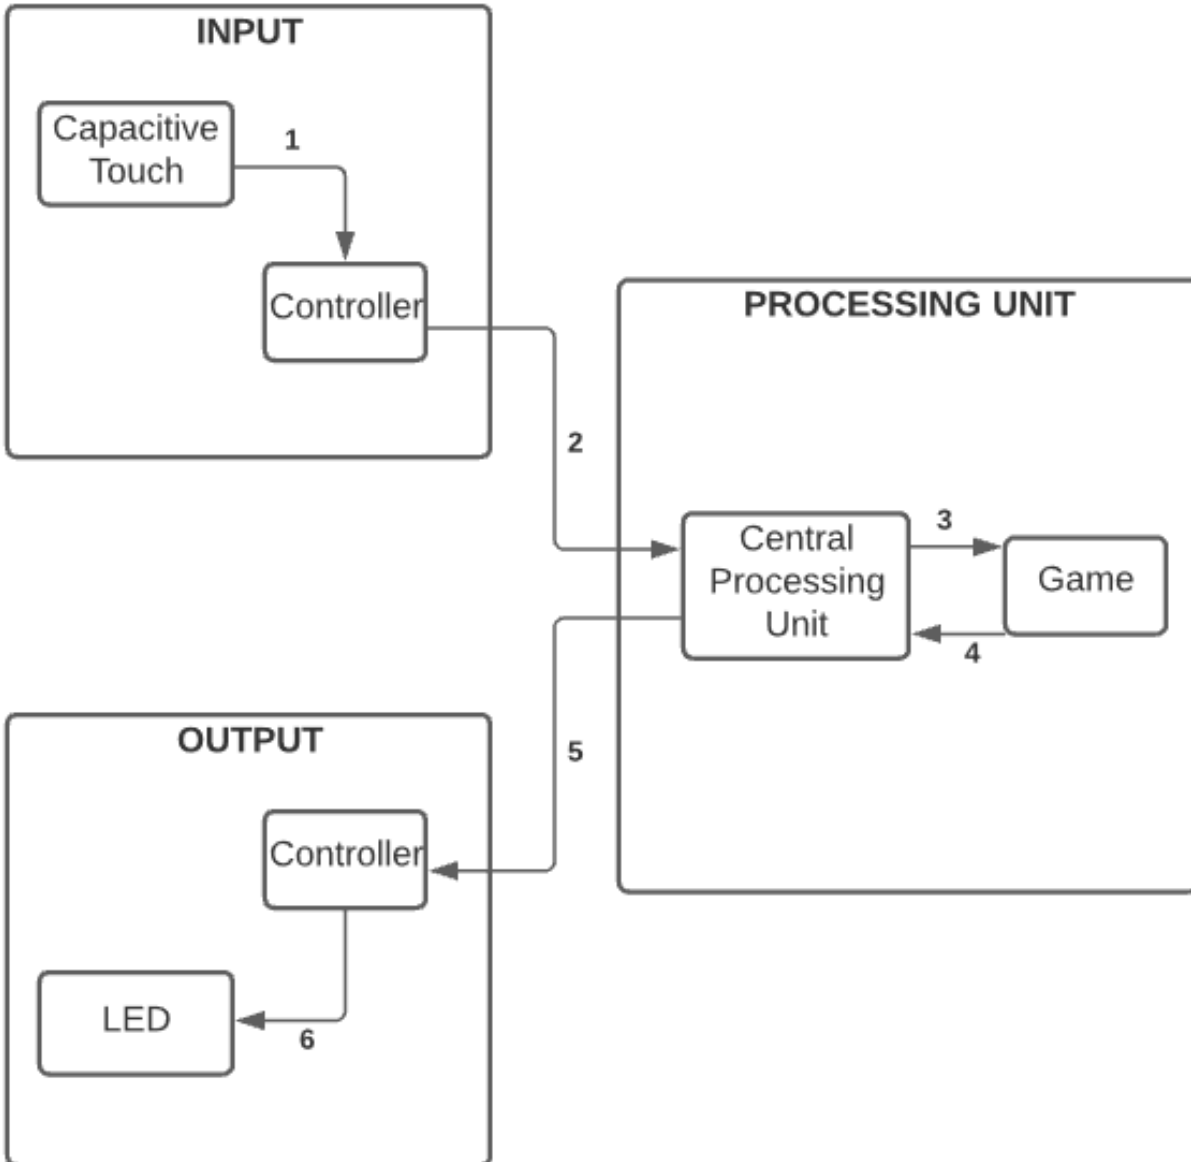 INPUT
Capacitive
Touch
1
Controller
2
PROCESSING UNIT
Central
Processing
Unit
3
Game
4
5
OUTPUT
Controller
6
LED